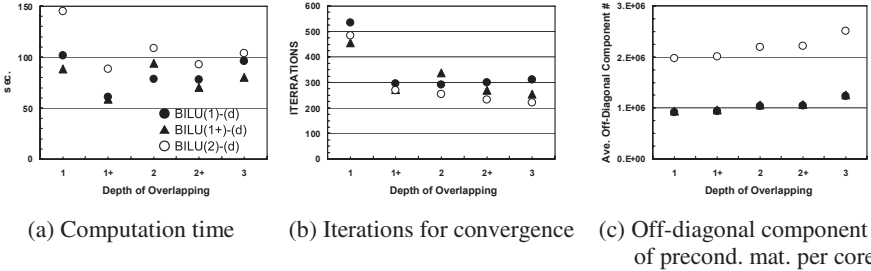 150
100
50
0
sec.
BILU(1)-(d)
BILU(1+)-(d)
BILU(2)-(d)
1 1+ 2 2+ 3
Depth of Overlapping
(a) Computation time
600
500
400
300
200
100
0
ITERRATIONS
1 1+ 2 2+ 3
Depth of Overlapping
(b) Iterations for convergence
3.E+06
2.E+06
1.E+06
0.E+00
Ave. Off-Diagonal Component #
1 1+ 2 2+ 3
Depth of Overlapping
(c) Off-diagonal component
of precond. mat. per core